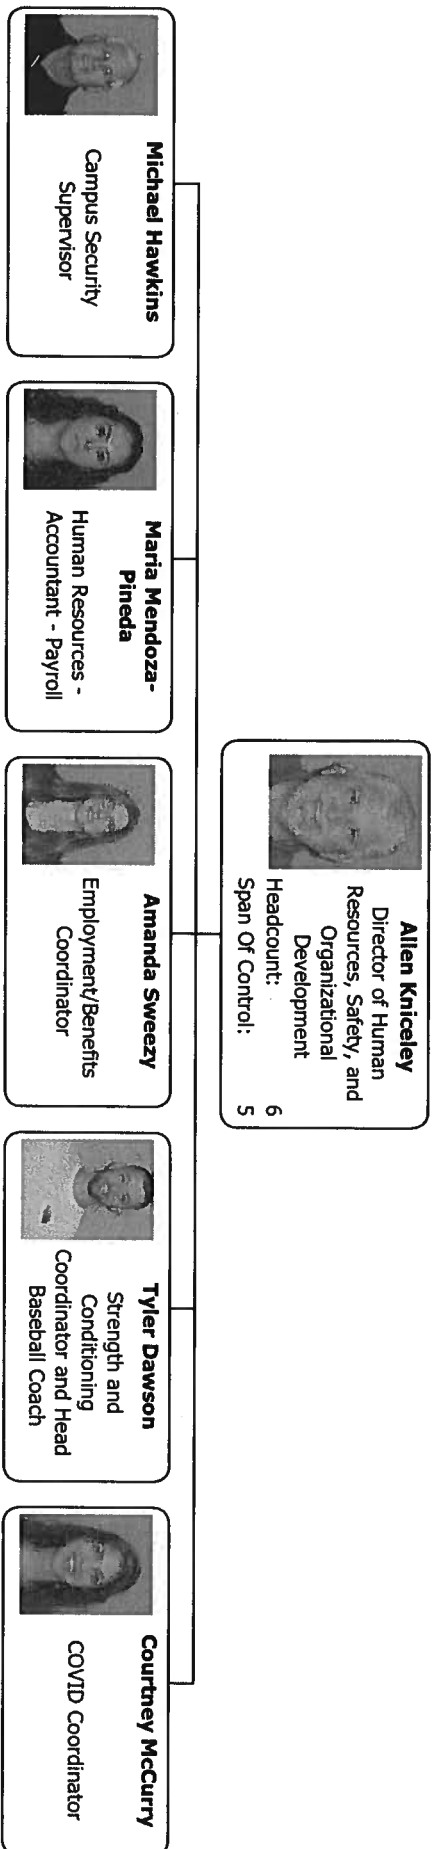 Allen Kniceley
Director of Human
Resources, Safety, and
Organizational
Development
Headcount: 6
Span Of Control: 5
Michael Hawkins
Campus Security
Supervisor
Maria Mendoza-
Pineda
Human Resources -
Accountant - Payroll
Amanda Sweezy
Employment/Benefits
Coordinator
Tyler Dawson
Strength and
Conditioning
Coordinator and Head
Baseball Coach
Courtney McCurry
COVID Coordinator